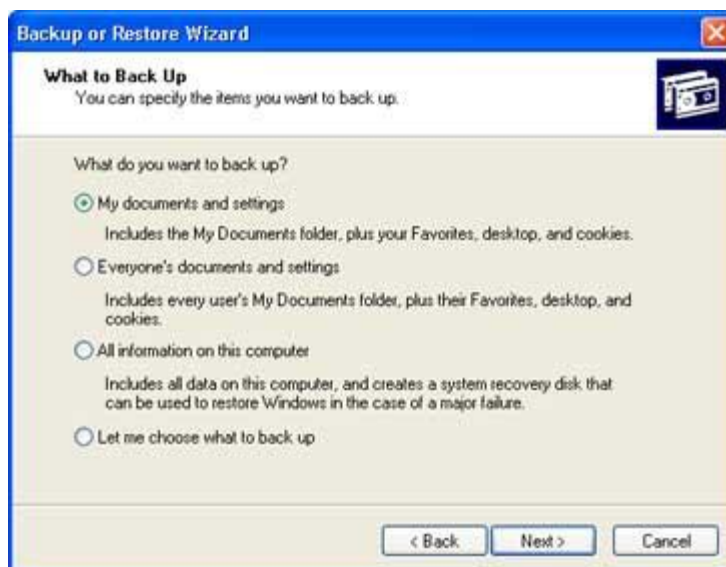 Backup or Restore Wizard
What to Back Up
You can specify the items you want to back up.
What do you want to back up?
My documents and settings
Includes the My Documents folder, plus your Favorites, desktop, and cookies.
Everyone's documents and settings
Includes every user's My Documents folder, plus their Favorites, desktop, and
cookies.
All information on this computer
Includes all data on this computer, and creates a system recovery disk that
can be used to restore Windows in the case of a major failure.
Let me choose what to back up
< Back Next > Cancel